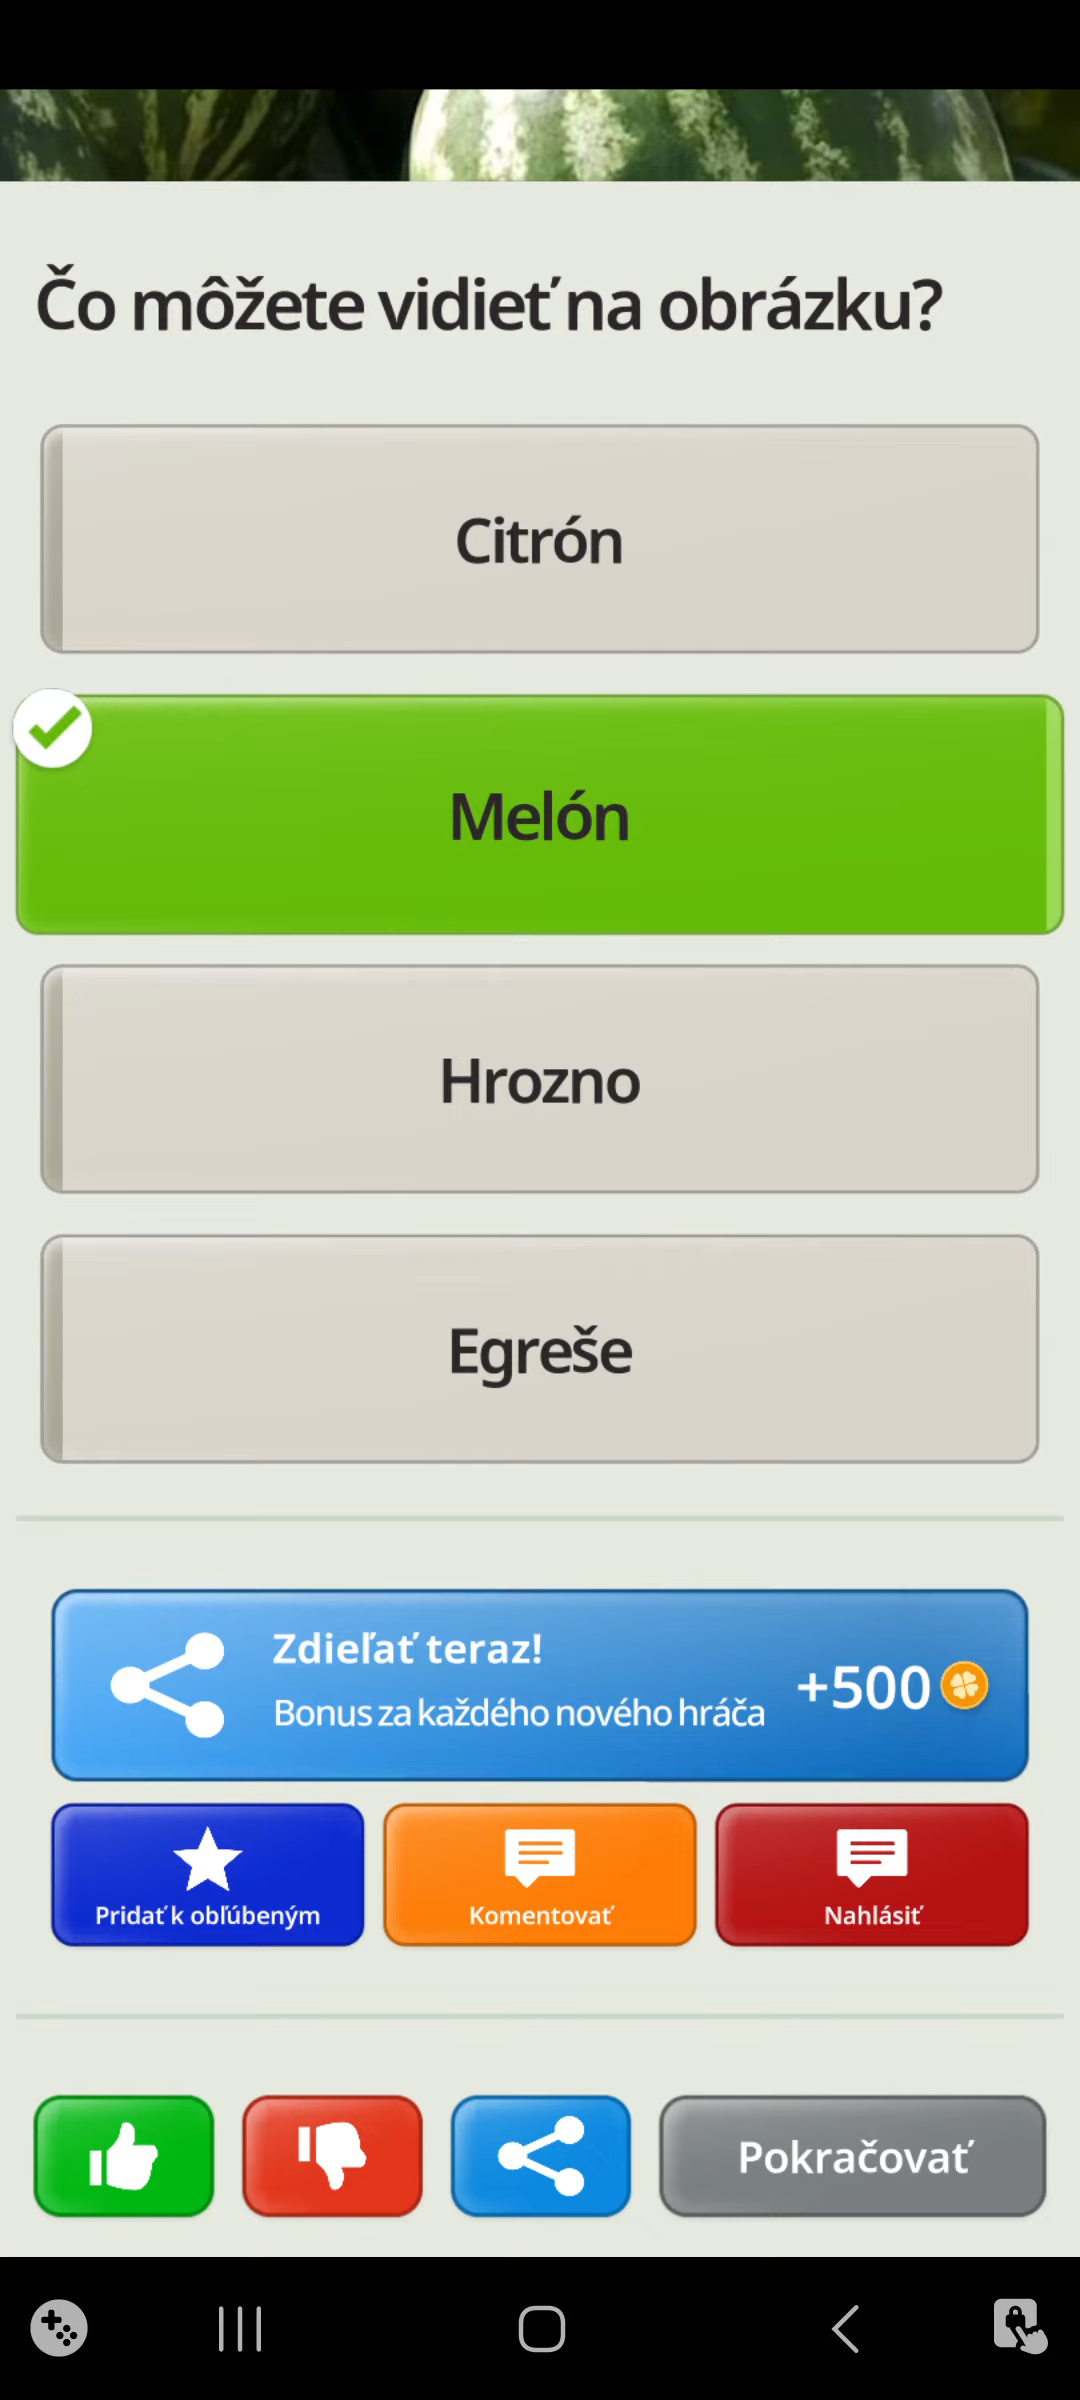 Čo môžete vidieť na obrázku?
Citrón
Melón
Hrozno
Egreše
Zdieľať teraz!
Bonus za každého nového hráča
+500
Pridať k obľúbeným
Komentovať
Nahlásiť
Pokračovať